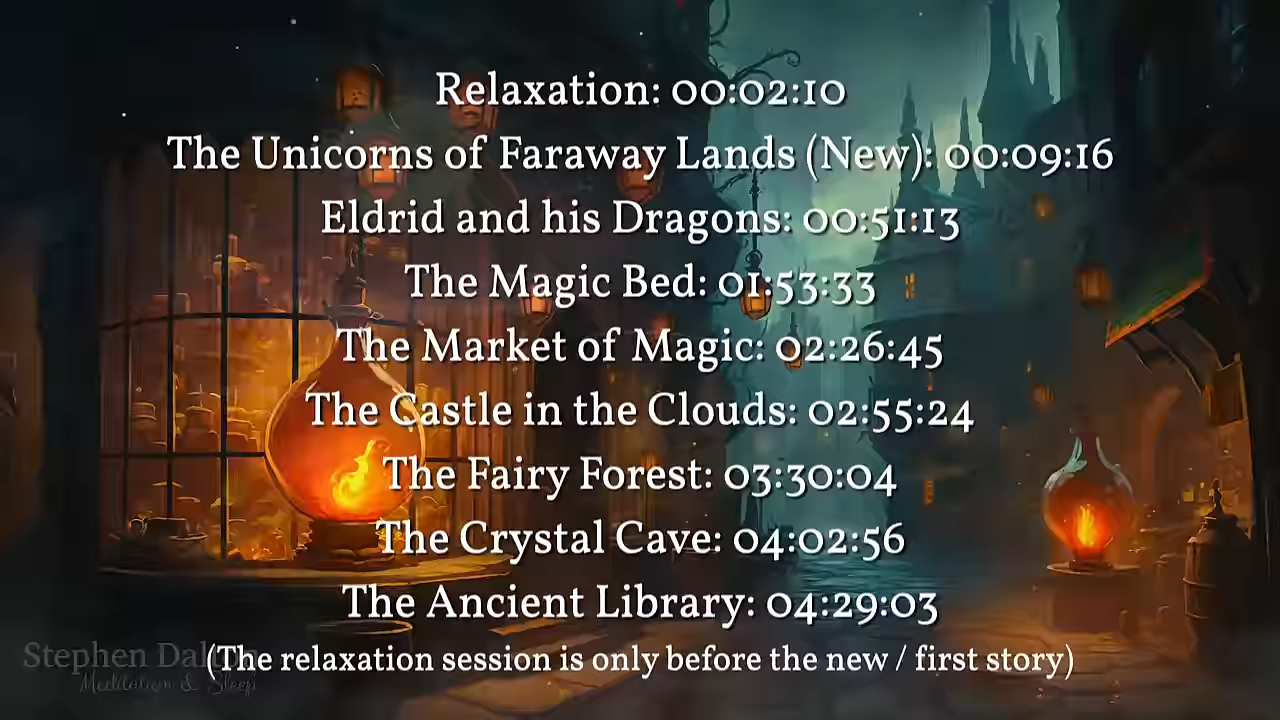 Relaxation: 00:02:10
The Unicorns of Faraway Lands (New): 00:09:16
Eldrid and his Dragons: 00:51:13
The Magic Bed: 01:53:33
The Market of Magic: 02:26:45
The Castle in the Clouds: 02:55:24
The Fairy Forest: 03:30:04
The Crystal Cave: 04:02:56
The Ancient Library: 04:29:03
(The relaxation session is only before the new / first story)
Stephen
Meditation & Sleep